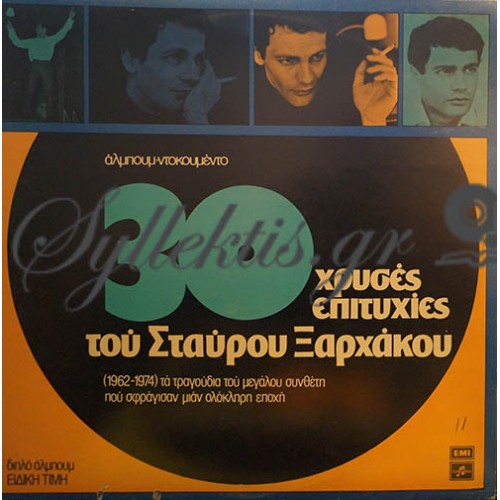 άλμπουμ-ντοκουμέντο
30
χρυσές
επιτυχίες
τού Σταύρου Ξαρχάκου
(1962-1974) τά τραγούδια τού μεγάλου συνθέτη
πού σφράγισαν μιάν ολόκληρη εποχή
11
διπλό άλμπουμ
ΕΙΔΙΚΗ ΤΙΜΗ
EMI
Syllektis.gr